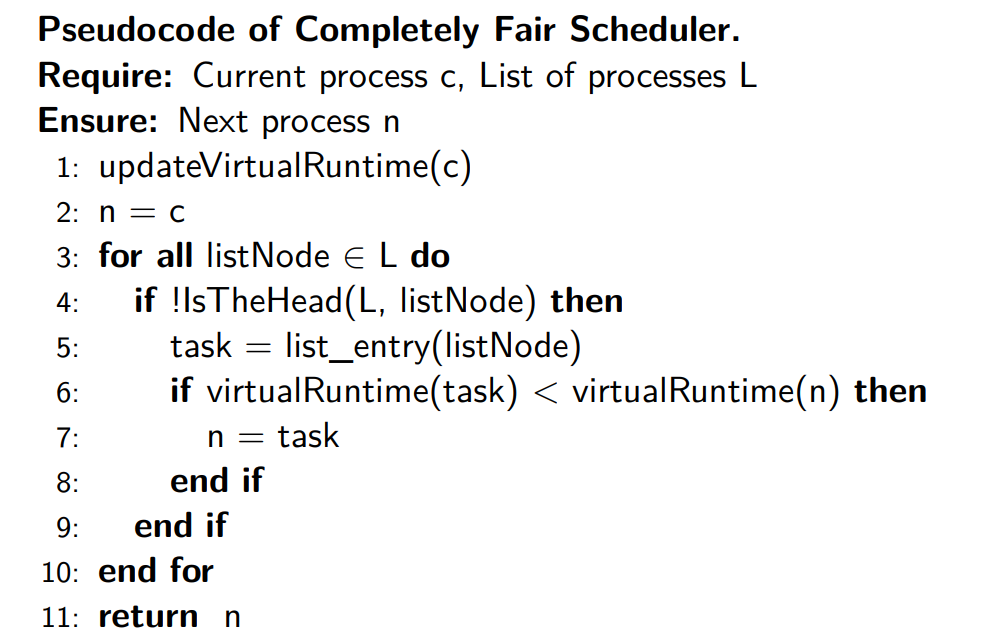 Pseudocode of Completely Fair Scheduler.
Require: Current process c, List of processes L
Ensure: Next process n
1: updateVirtualRuntime(c)
2: n = c
3: for all listNode ∈ L do
4: if !IsTheHead(L, listNode) then
5: task = list_entry(listNode)
6: if virtualRuntime(task) < virtualRuntime(n) then
7: n = task
8: end if
9: end if
10: end for
11: return n